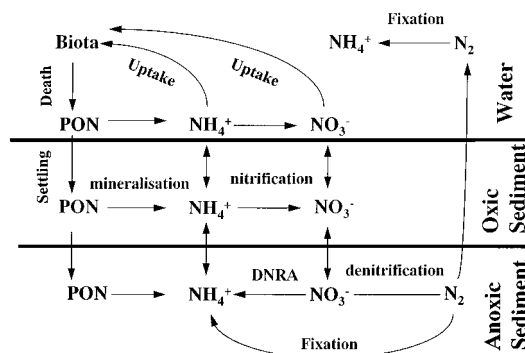 Fixation
Biota
NH₄⁺ N₂
Uptake
Uptake
Death
Water
PON NH₄⁺ NO₃⁻
Settling
mineralisation nitrification
PON NH₄⁺ NO₃⁻
Oxic
Sediment
DNRA denitrification
PON NH₄⁺ NO₃⁻ N₂
Fixation
Anoxic
Sediment